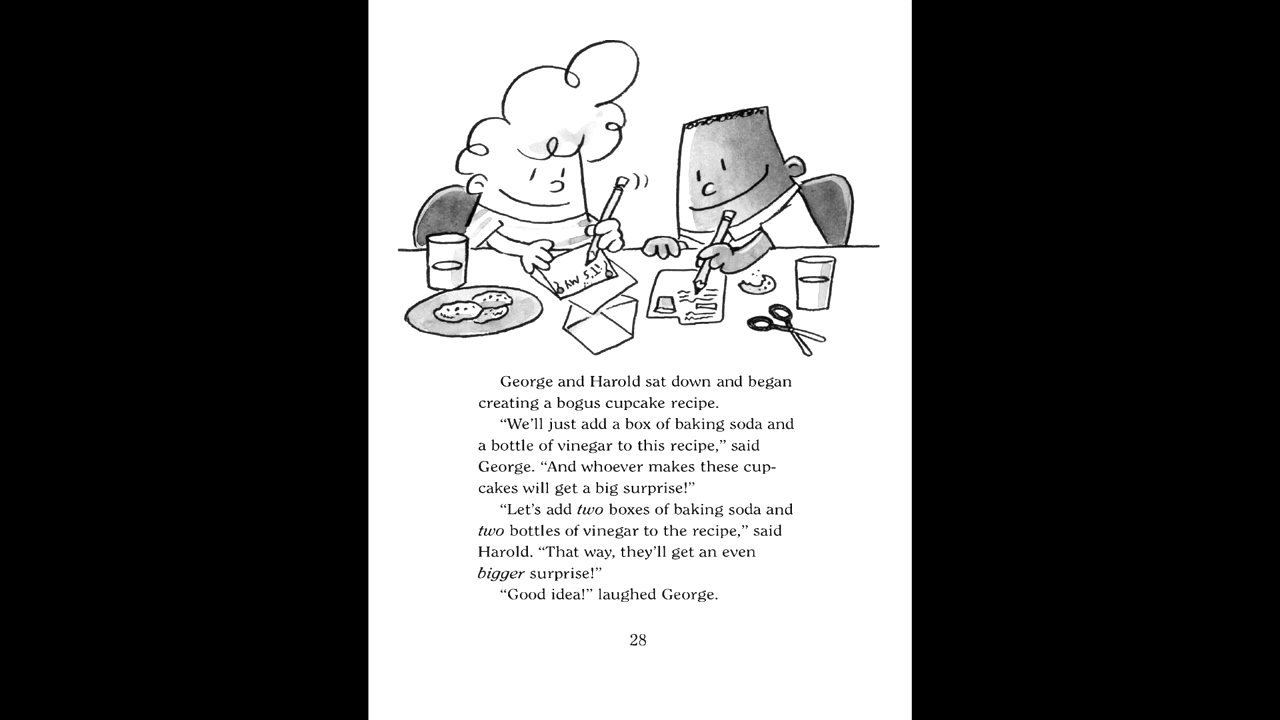 IT'S MY
George and Harold sat down and began
creating a bogus cupcake recipe.
“We’ll just add a box of baking soda and
a bottle of vinegar to this recipe,” said
George. “And whoever makes these cup-
cakes will get a big surprise!”
“Let’s add two boxes of baking soda and
two bottles of vinegar to the recipe,” said
Harold. “That way, they’ll get an even
bigger surprise!”
“Good idea!” laughed George.
28